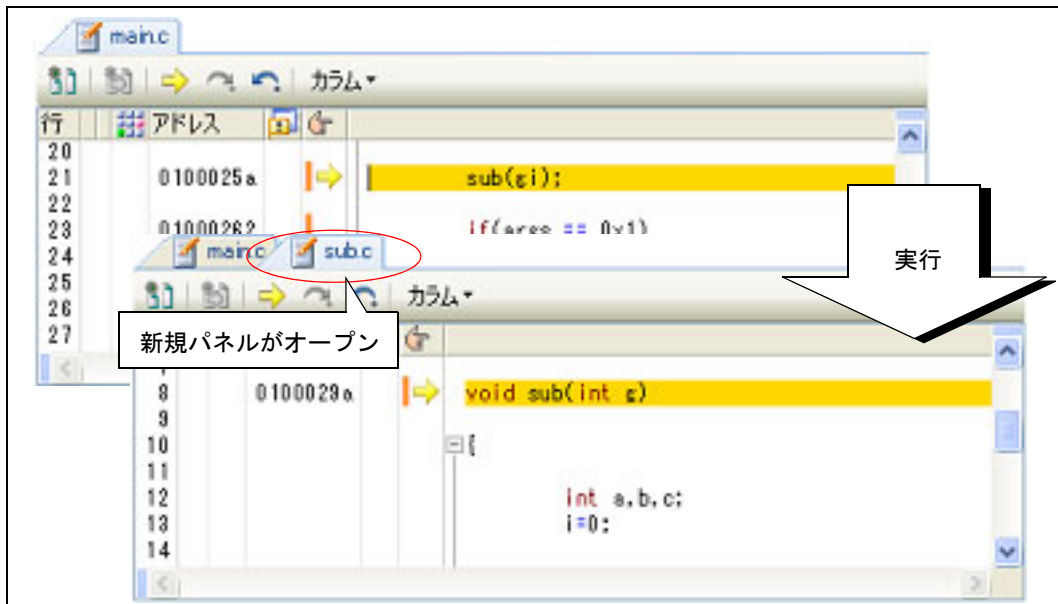 main.c
カラム
行 アドレス
20
21 0100025a sub(gi);
22
23 01000262 if(ares == 0x1)
24
25
26
27
実行
main.c sub.c
カラム
新規パネルがオープン
8 0100029a void sub(int g)
9
10 {
11
12 int a,b,c;
13 i=0;
14